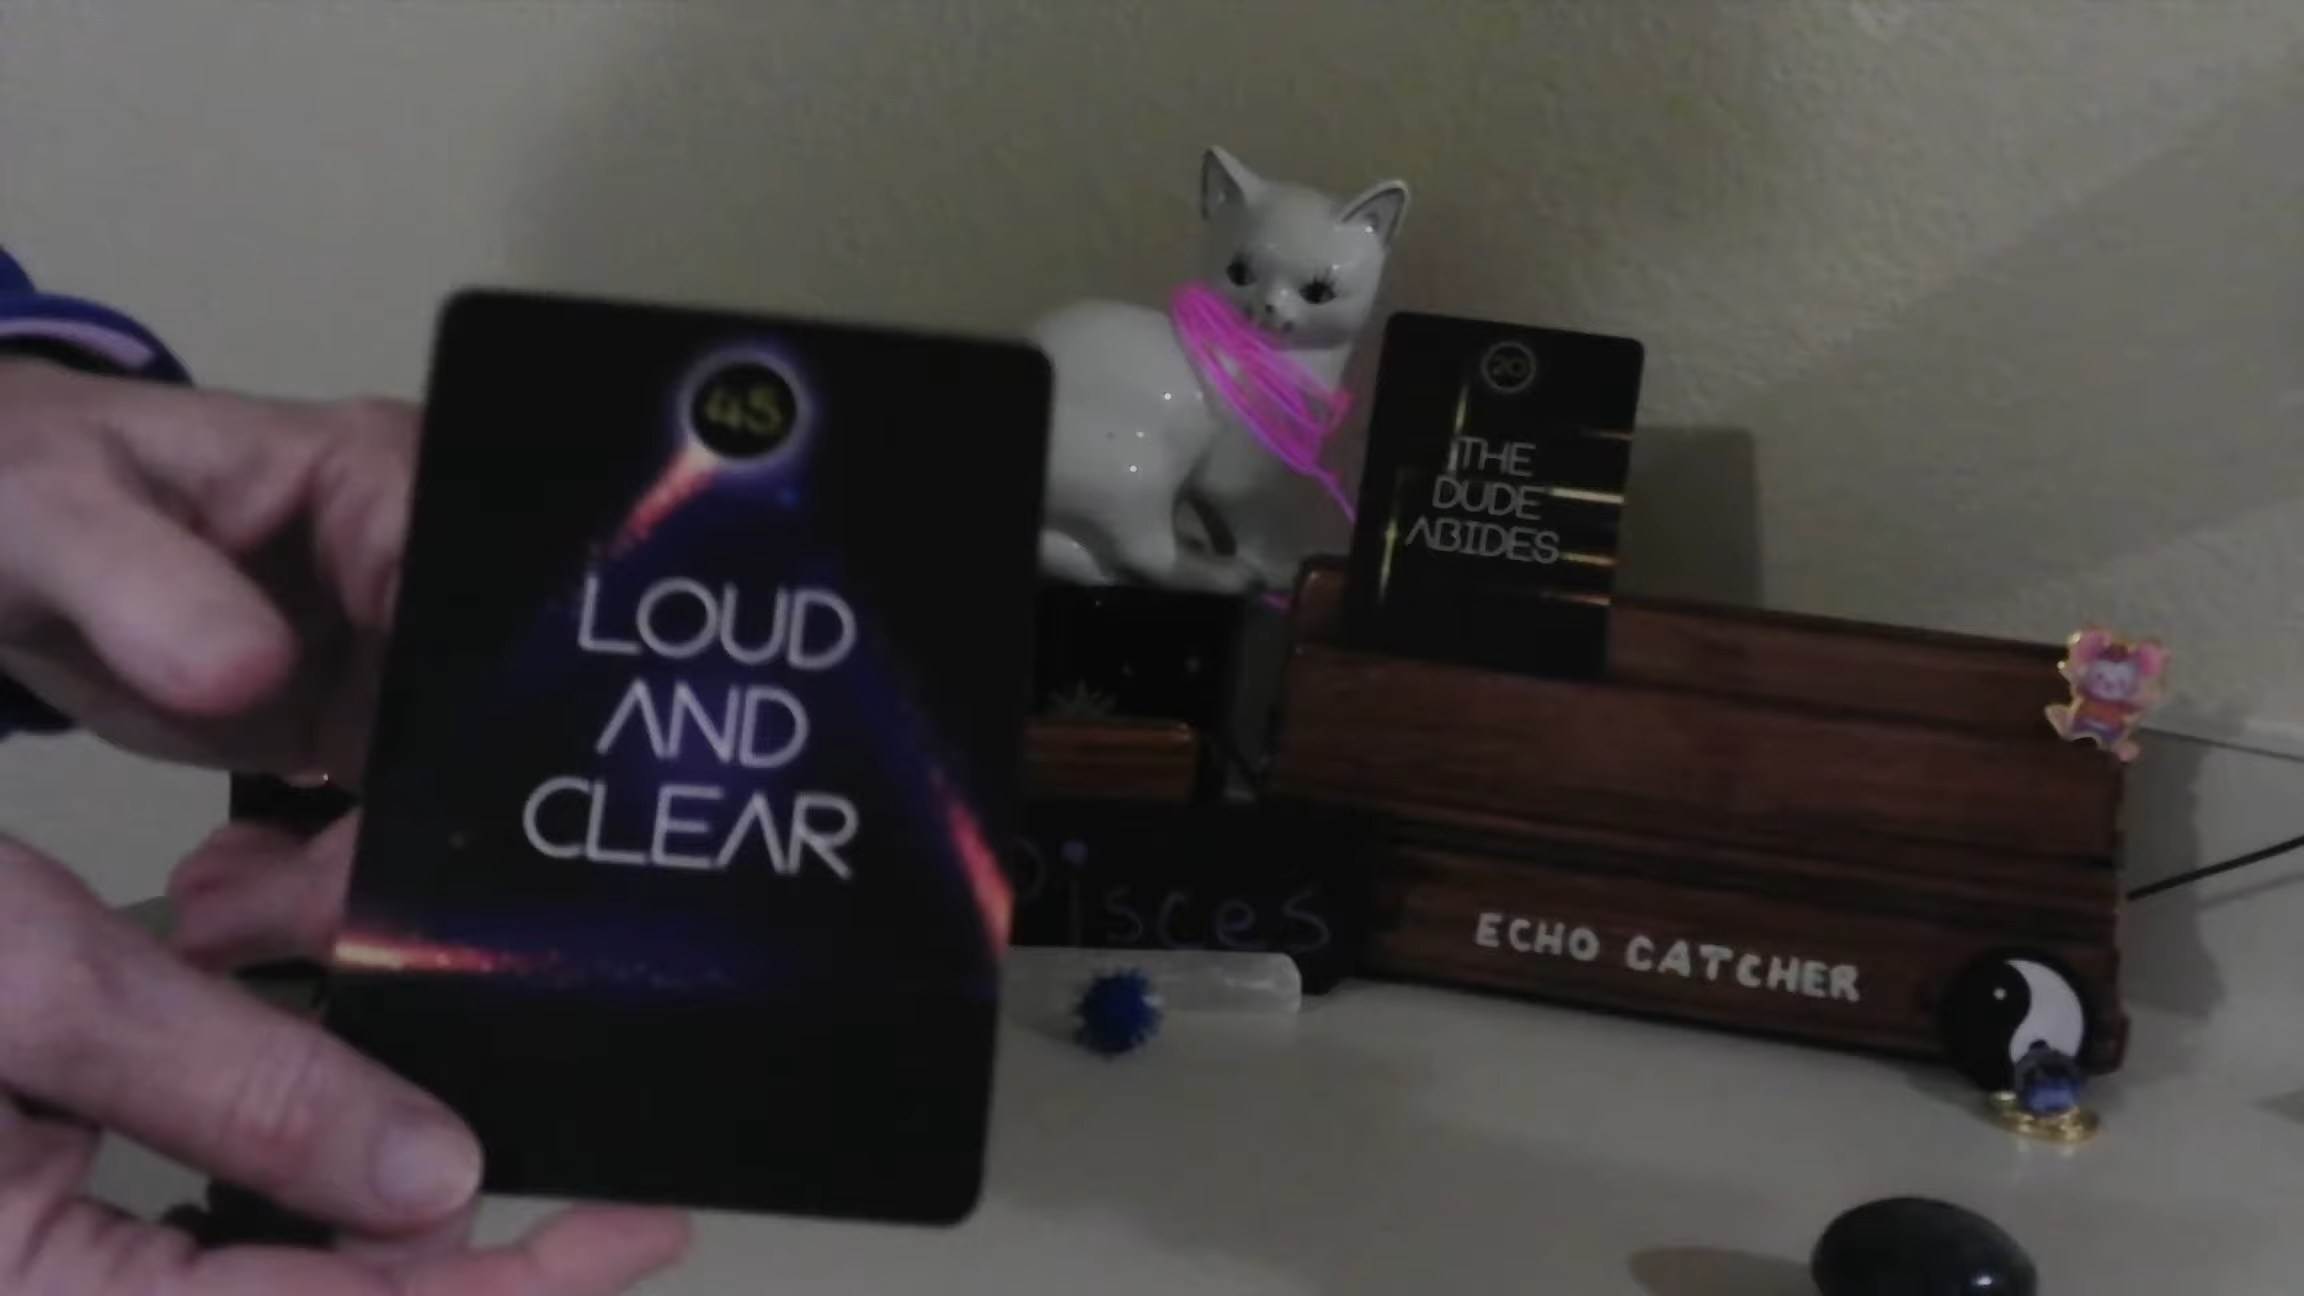 45
LOUD
AND
CLEAR
20
THE
DUDE
ABIDES
Pisces
ECHO CATCHER